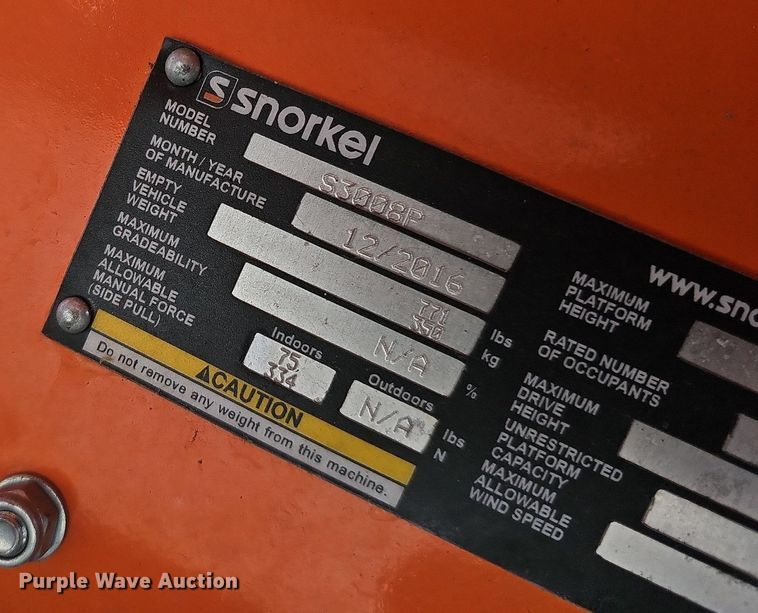 S snorkel
MODEL
NUMBER
S3008P
MONTH / YEAR
OF MANUFACTURE
12/2016
EMPTY
VEHICLE
WEIGHT
771
350
lbs
kg
MAXIMUM
GRADEABILITY
N/A
%
MAXIMUM
ALLOWABLE
MANUAL FORCE
(SIDE PULL)
Indoors
75
334
Outdoors
N/A
lbs
N
CAUTION
Do not remove any weight from this machine.
www.sno
MAXIMUM
PLATFORM
HEIGHT
RATED NUMBER
OF OCCUPANTS
MAXIMUM
DRIVE
HEIGHT
UNRESTRICTED
PLATFORM
CAPACITY
MAXIMUM
ALLOWABLE
WIND SPEED
Purple Wave Auction